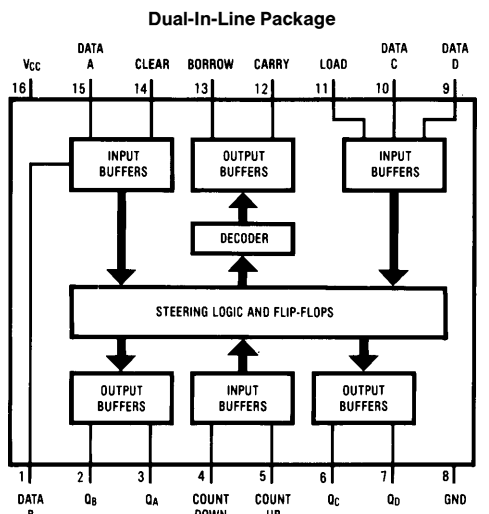 Dual-In-Line Package
DATA DATA DATA
VCC A CLEAR BORROW CARRY LOAD C D
16 15 14 13 12 11 10 9
INPUT BUFFERS
OUTPUT BUFFERS
INPUT BUFFERS
DECODER
STEERING LOGIC AND FLIP-FLOPS
OUTPUT BUFFERS
INPUT BUFFERS
OUTPUT BUFFERS
1 2 3 4 5 6 7 8
DATA QB QA COUNT COUNT QC QD GND
B DOWN UP